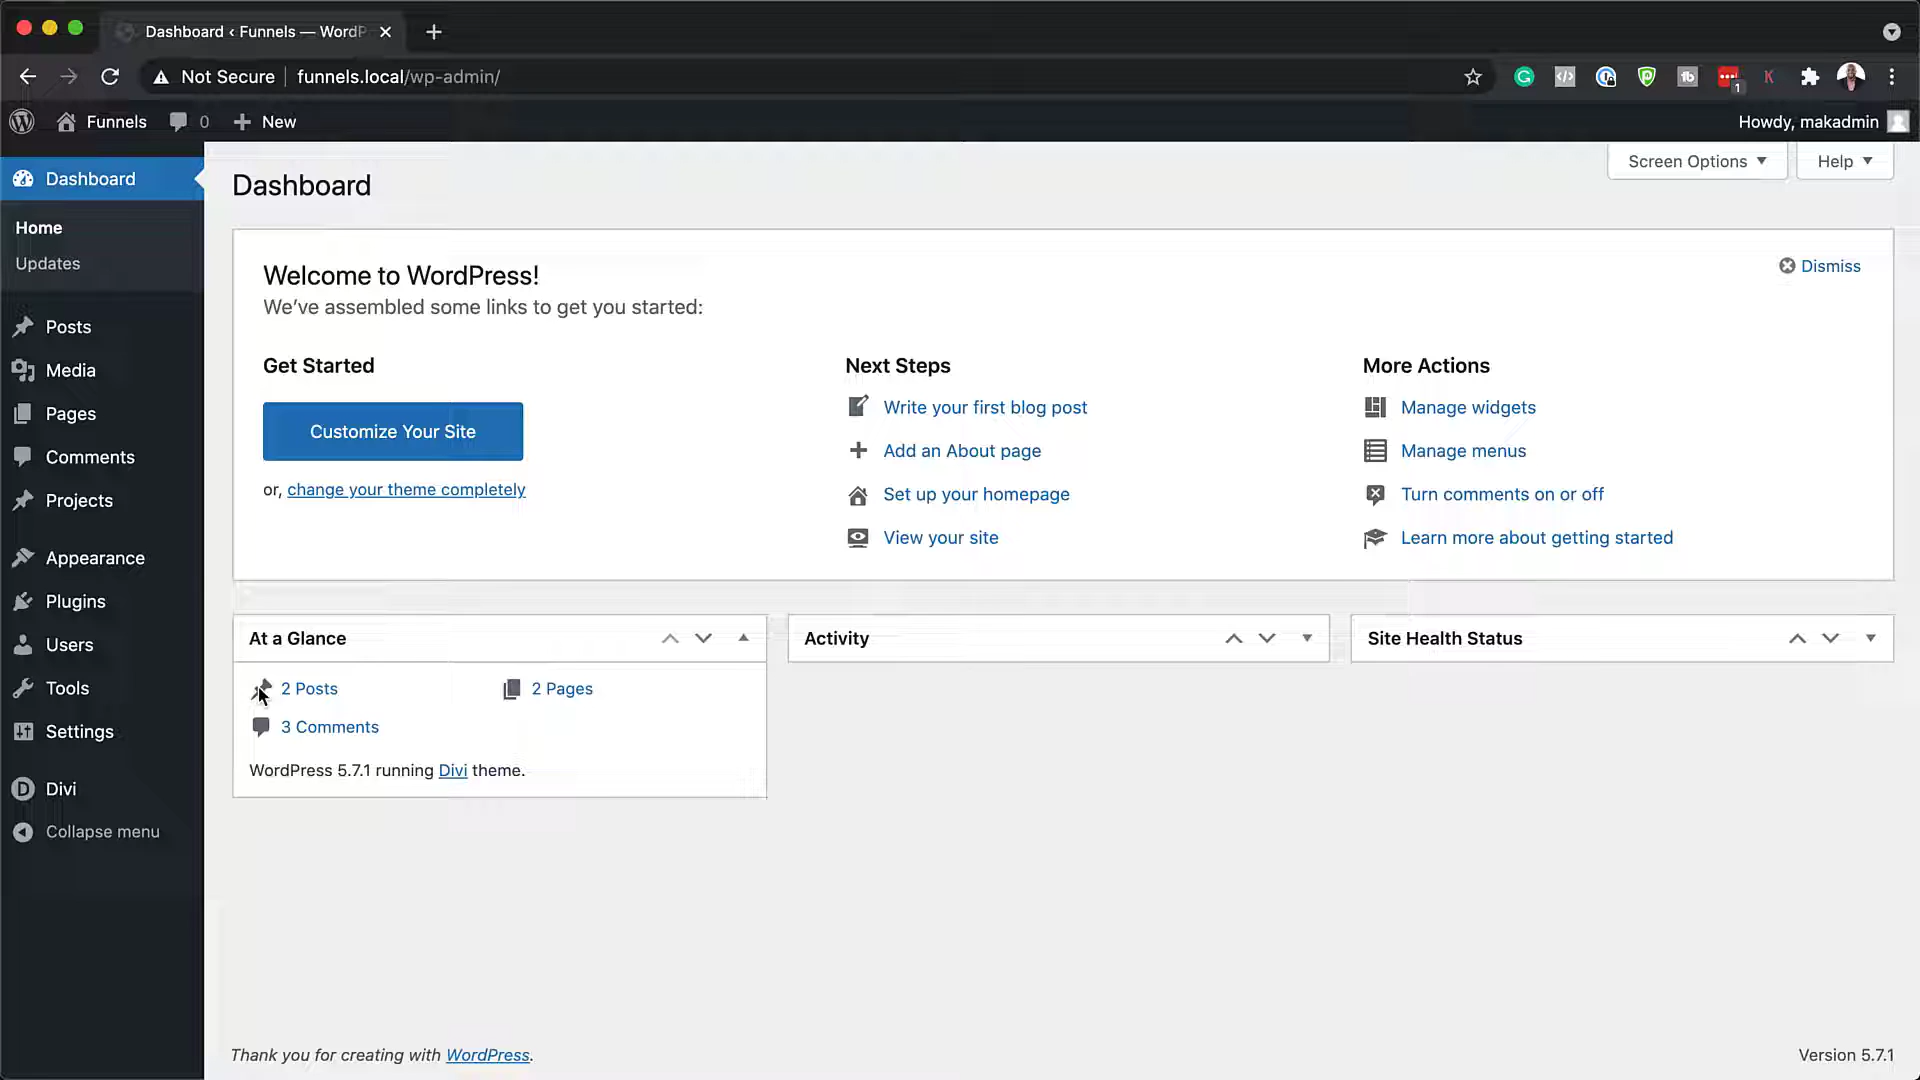 Dashboard ‹ Funnels — WordP
Not Secure
funnels.local/wp-admin/
1
Funnels
0
New
Howdy, makadmin
Screen Options
Help
Dashboard
Home
Updates
Posts
Media
Pages
Comments
Projects
Appearance
Plugins
Users
Tools
Settings
Divi
Collapse menu
Dashboard
Welcome to WordPress!
We’ve assembled some links to get you started:
Dismiss
Get Started
Customize Your Site
or, change your theme completely
Next Steps
Write your first blog post
Add an About page
Set up your homepage
View your site
More Actions
Manage widgets
Manage menus
Turn comments on or off
Learn more about getting started
At a Glance
2 Posts
2 Pages
3 Comments
WordPress 5.7.1 running Divi theme.
Activity
Site Health Status
Thank you for creating with WordPress.
Version 5.7.1